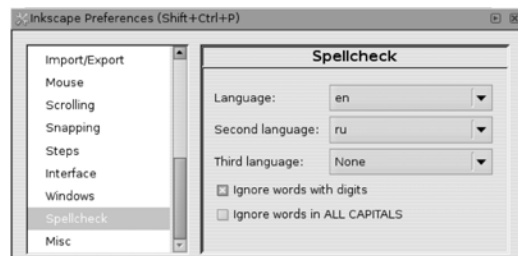 Inkscape Preferences (Shift+Ctrl+P)
Import/Export
Mouse
Scrolling
Snapping
Steps
Interface
Windows
Spellcheck
Misc
Spellcheck
Language: en
Second language: ru
Third language: None
Ignore words with digits
Ignore words in ALL CAPITALS